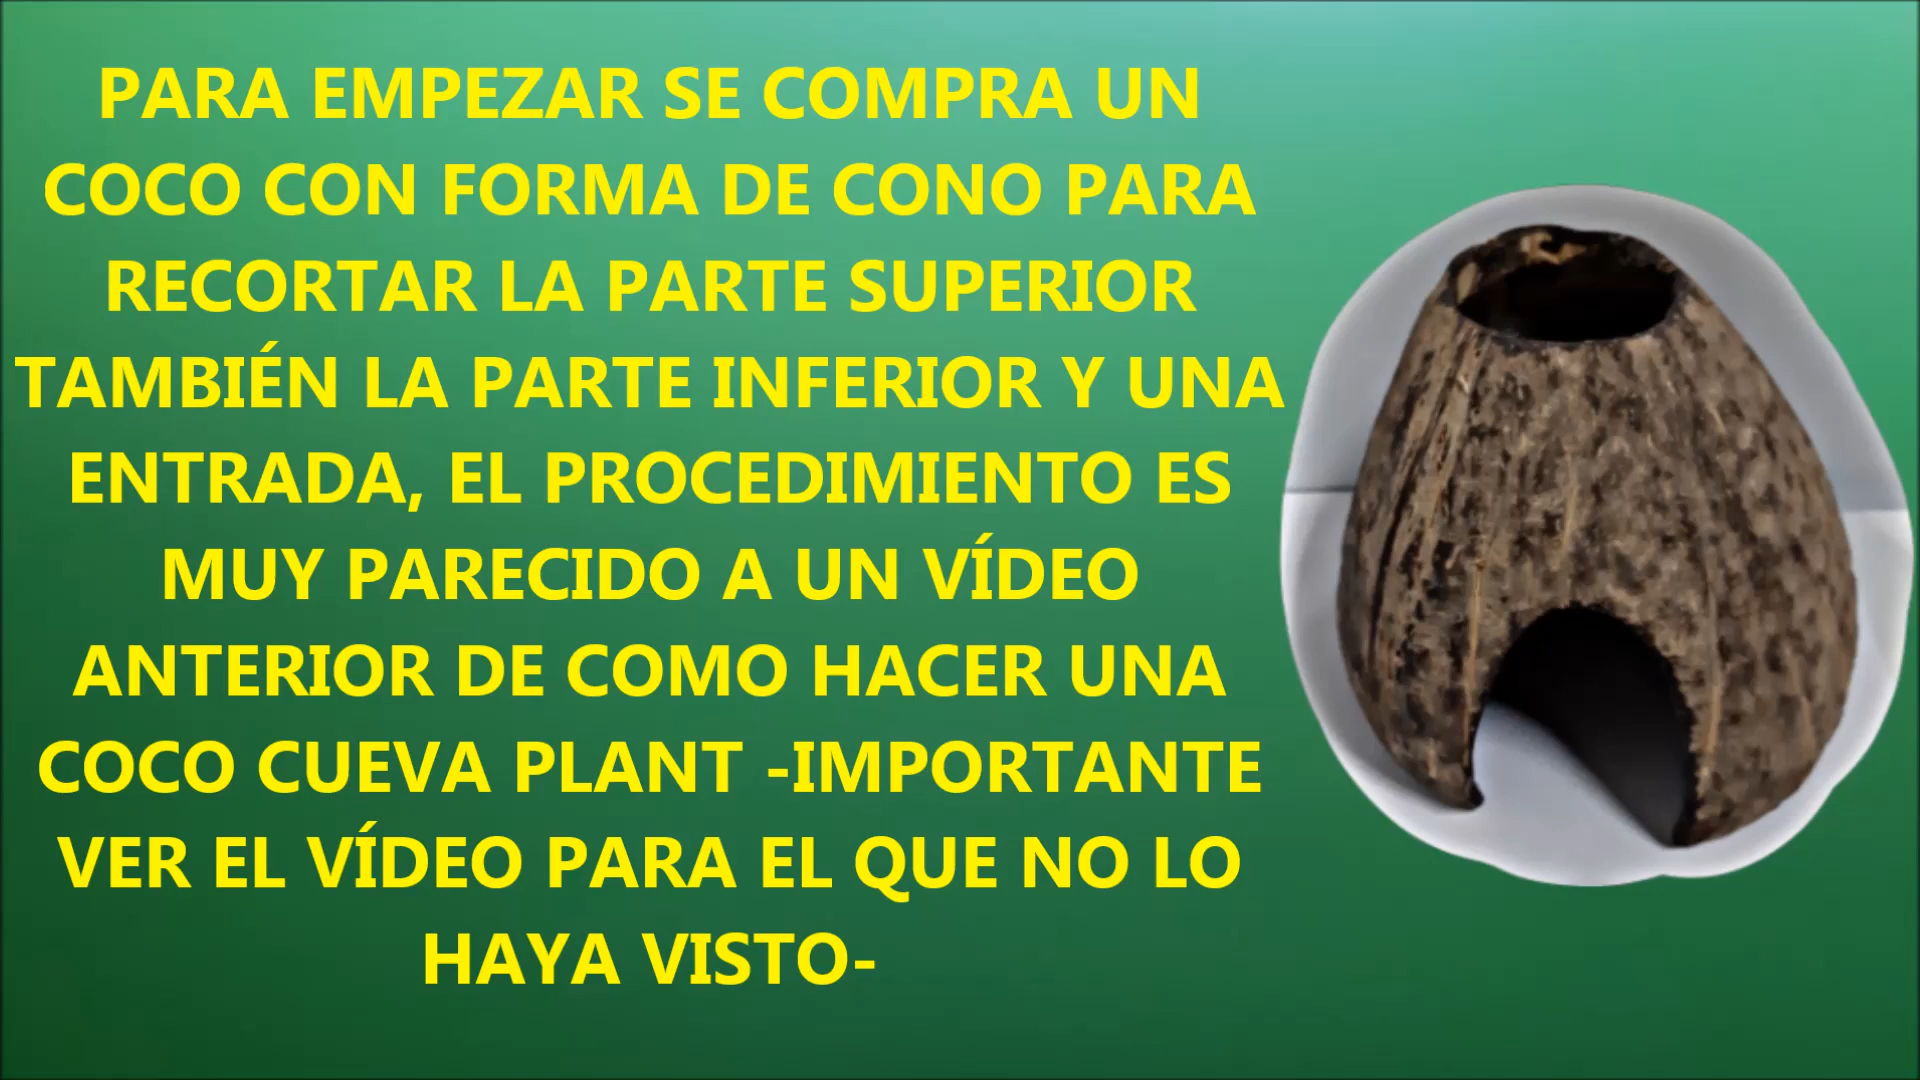 PARA EMPEZAR SE COMPRA UN
COCO CON FORMA DE CONO PARA
RECORTAR LA PARTE SUPERIOR
TAMBIÉN LA PARTE INFERIOR Y UNA
ENTRADA, EL PROCEDIMIENTO ES
MUY PARECIDO A UN VÍDEO
ANTERIOR DE COMO HACER UNA
COCO CUEVA PLANT -IMPORTANTE
VER EL VÍDEO PARA EL QUE NO LO
HAYA VISTO-